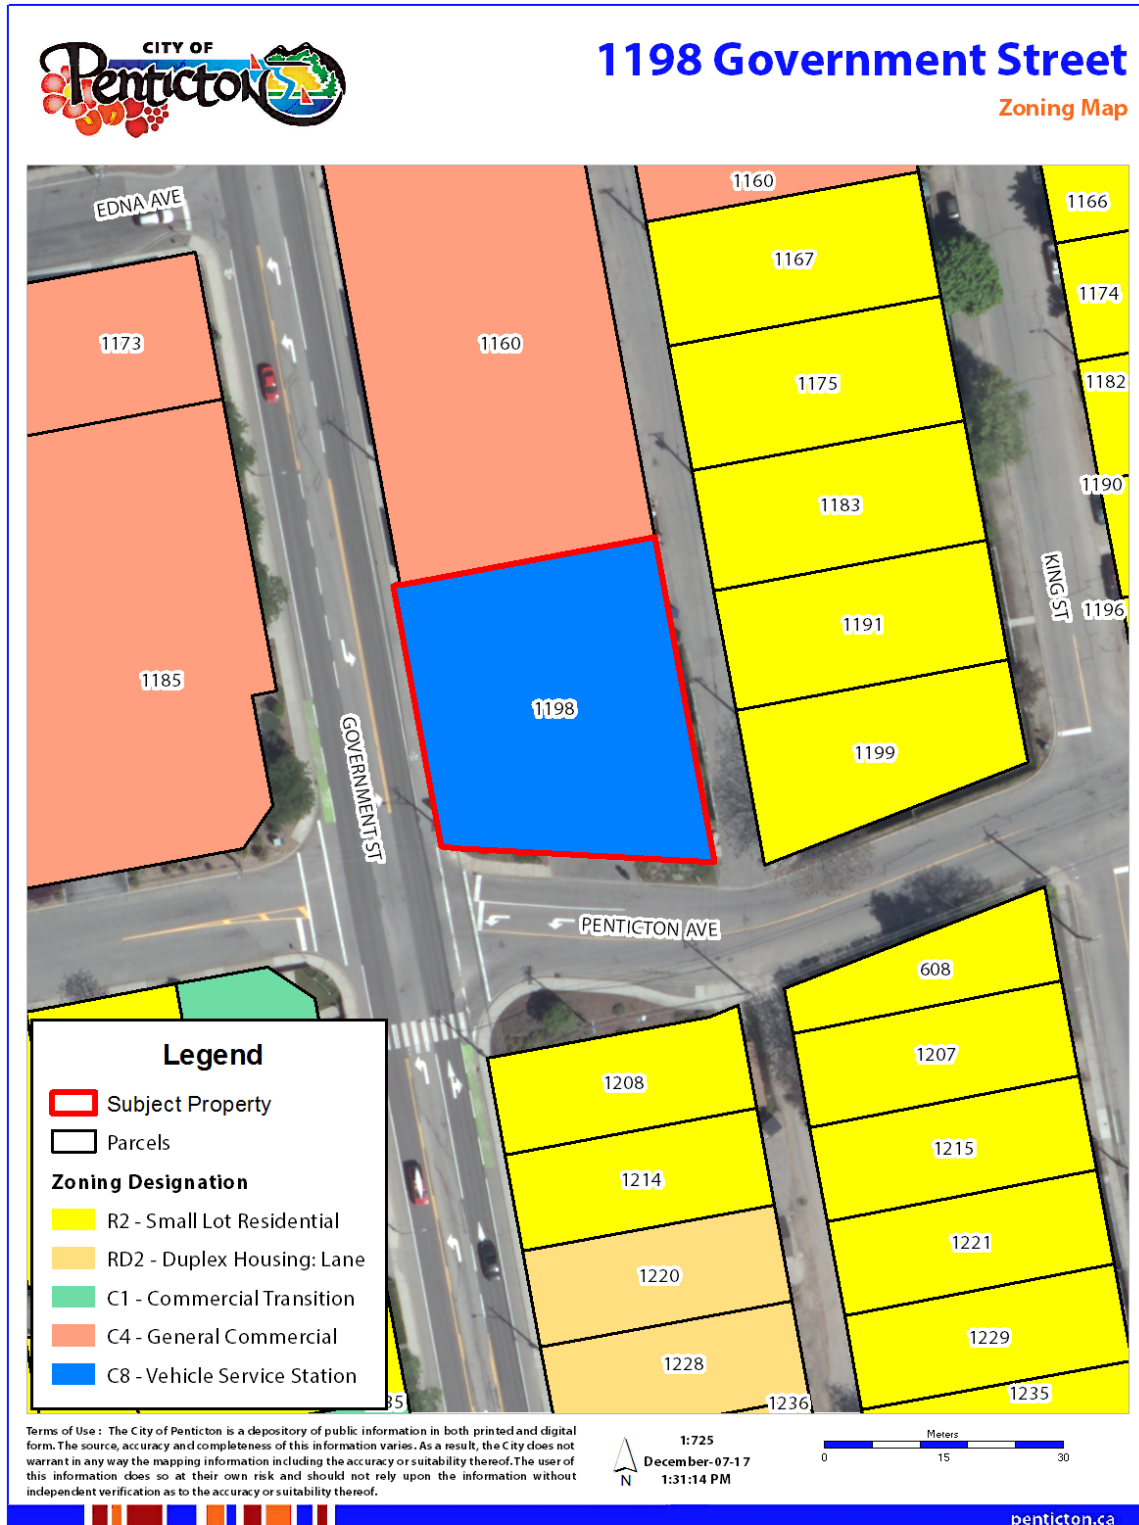 CITY OF
Penticton
1198 Government Street
Zoning Map
EDNA AVE
1160
1166
1167
1174
1173
1160
1175
1182
1183
1190
KING ST
1196
1191
1185
1198
1199
GOVERNMENT ST
PENTICTON AVE
608
1207
1208
1215
1214
1221
1220
1229
1228
1235
1236
35
Legend
Subject Property
Parcels
Zoning Designation
R2 - Small Lot Residential
RD2 - Duplex Housing: Lane
C1 - Commercial Transition
C4 - General Commercial
C8 - Vehicle Service Station
Terms of Use : The City of Penticton is a depository of public information in both printed and digital
form. The source, accuracy and completeness of this information varies. As a result, the City does not
warrant in any way the mapping information including the accuracy or suitability thereof. The user of
this information does so at their own risk and should not rely upon the information without
independent verification as to the accuracy or suitability thereof.
N
1:725
December-07-17
1:31:14 PM
Meters
0 15 30
penticton.ca